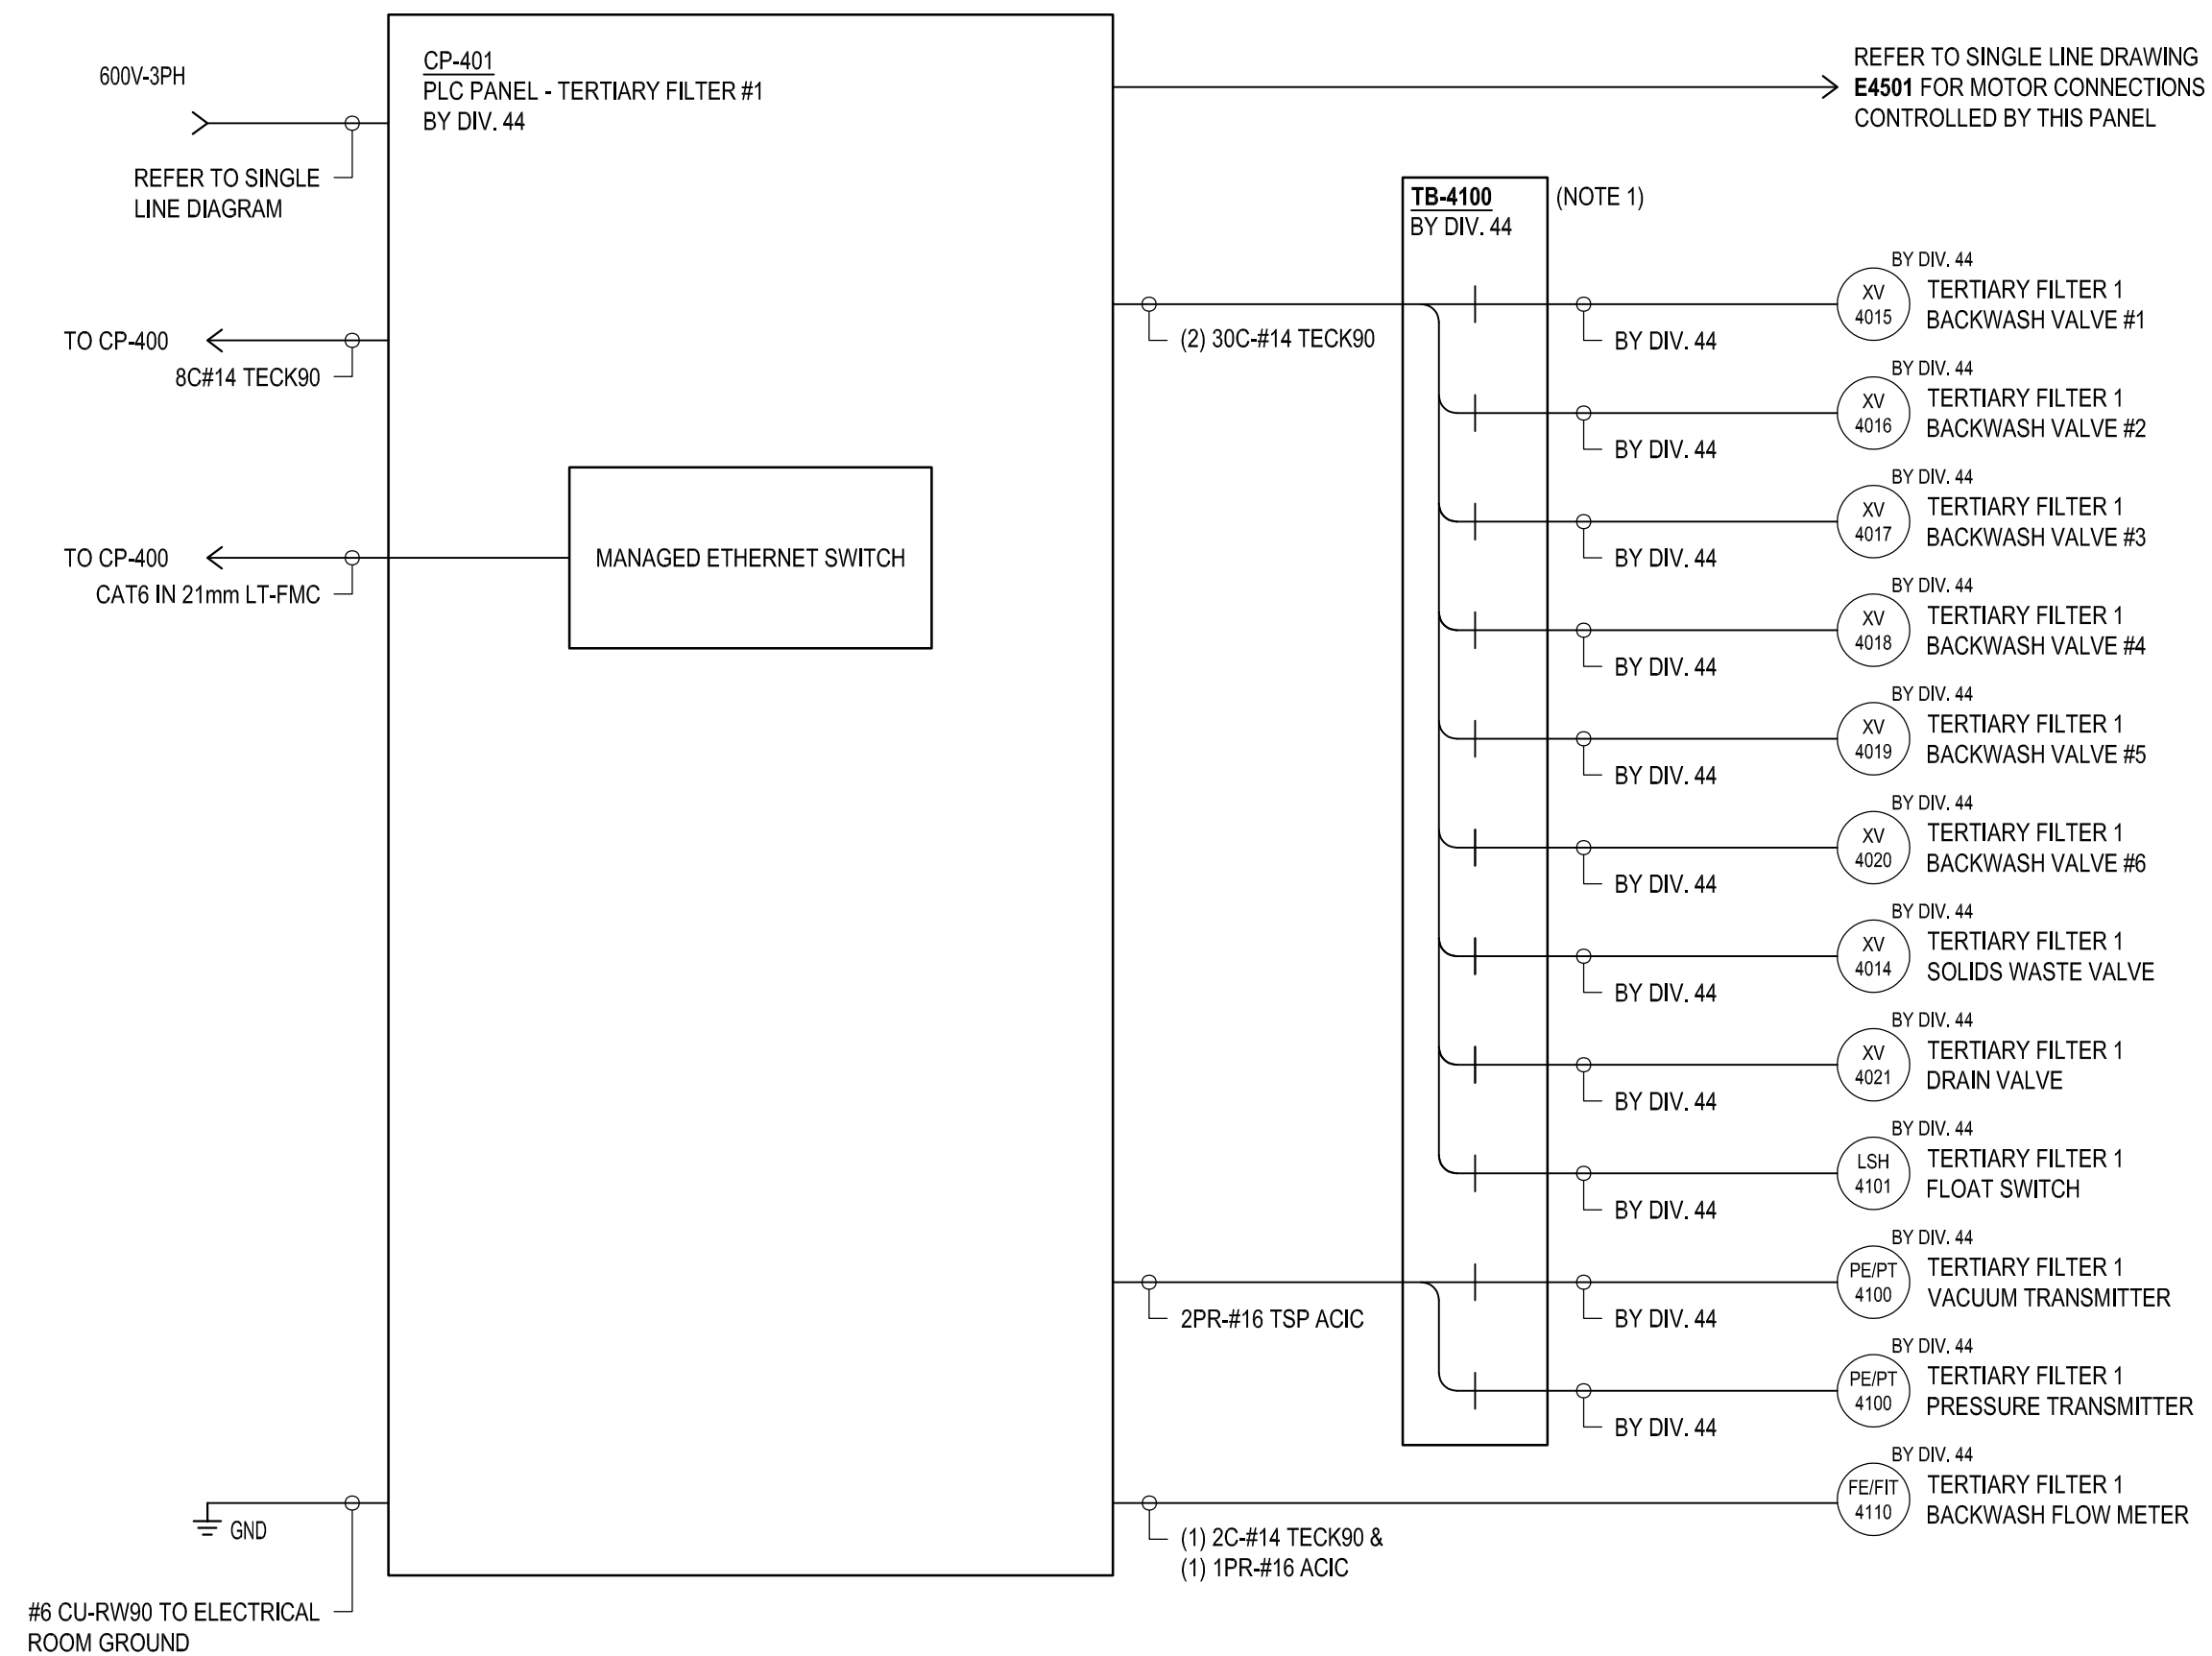 600V-3PH
REFER TO SINGLE
LINE DIAGRAM
TO CP-400
8C#14 TECK90
TO CP-400
CAT6 IN 21mm LT-FMC
GND
#6 CU-RW90 TO ELECTRICAL
ROOM GROUND
CP-401
PLC PANEL - TERTIARY FILTER #1
BY DIV. 44
MANAGED ETHERNET SWITCH
REFER TO SINGLE LINE DRAWING
E4501 FOR MOTOR CONNECTIONS
CONTROLLED BY THIS PANEL
TB-4100
BY DIV. 44
(NOTE 1)
(2) 30C-#14 TECK90
2PR-#16 TSP ACIC
(1) 2C-#14 TECK90 &
(1) 1PR-#16 ACIC
BY DIV. 44
BY DIV. 44
XV
4015
TERTIARY FILTER 1
BACKWASH VALVE #1
BY DIV. 44
BY DIV. 44
XV
4016
TERTIARY FILTER 1
BACKWASH VALVE #2
BY DIV. 44
BY DIV. 44
XV
4017
TERTIARY FILTER 1
BACKWASH VALVE #3
BY DIV. 44
BY DIV. 44
XV
4018
TERTIARY FILTER 1
BACKWASH VALVE #4
BY DIV. 44
BY DIV. 44
XV
4019
TERTIARY FILTER 1
BACKWASH VALVE #5
BY DIV. 44
BY DIV. 44
XV
4020
TERTIARY FILTER 1
BACKWASH VALVE #6
BY DIV. 44
BY DIV. 44
XV
4014
TERTIARY FILTER 1
SOLIDS WASTE VALVE
BY DIV. 44
BY DIV. 44
XV
4021
TERTIARY FILTER 1
DRAIN VALVE
BY DIV. 44
BY DIV. 44
LSH
4101
TERTIARY FILTER 1
FLOAT SWITCH
BY DIV. 44
BY DIV. 44
PE/PT
4100
TERTIARY FILTER 1
VACUUM TRANSMITTER
BY DIV. 44
BY DIV. 44
PE/PT
4100
TERTIARY FILTER 1
PRESSURE TRANSMITTER
BY DIV. 44
FE/FIT
4110
TERTIARY FILTER 1
BACKWASH FLOW METER